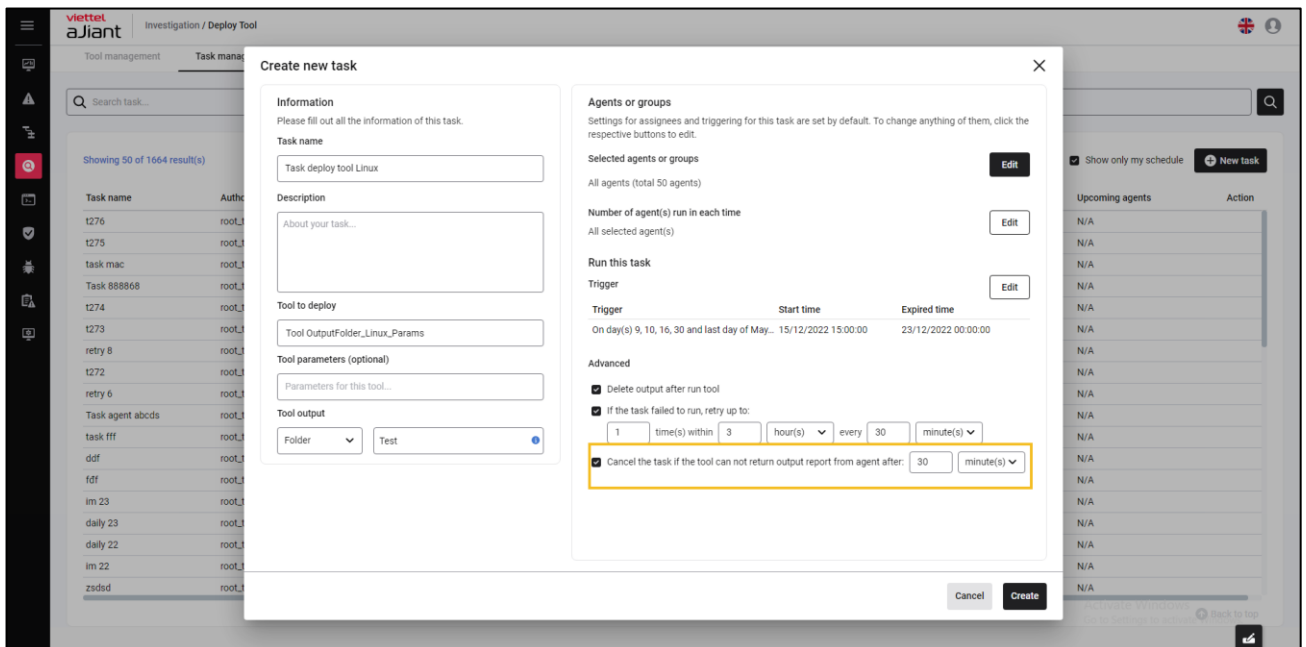 viettel
aJiant
Investigation / Deploy Tool
Tool management
Task manag
Search task...
Showing 50 of 1664 result(s)
Show only my schedule
New task
Task name
Autho
Upcoming agents
Action
t276
root_t
N/A
t275
root_t
N/A
task mac
root_t
N/A
Task 888868
root_t
N/A
t274
root_t
N/A
t273
root_t
N/A
retry 8
root_t
N/A
t272
root_t
N/A
retry 6
root_t
N/A
Task agent abcds
root_t
N/A
task fff
root_t
N/A
ddf
root_t
N/A
fdf
root_t
N/A
im 23
root_t
N/A
daily 23
root_t
N/A
daily 22
root_t
N/A
im 22
root_t
N/A
zsdsd
root_t
N/A
Activate Windows
Go to Settings to activate
Back to top
Create new task
Information
Please fill out all the information of this task.
Task name
Task deploy tool Linux
Description
About your task...
Tool to deploy
Tool OutputFolder_Linux_Params
Tool parameters (optional)
Parameters for this tool...
Tool output
Folder
Test
Agents or groups
Settings for assignees and triggering for this task are set by default. To change anything of them, click the
respective buttons to edit.
Selected agents or groups
Edit
All agents (total 50 agents)
Number of agent(s) run in each time
Edit
All selected agent(s)
Run this task
Trigger
Edit
Trigger
Start time
Expired time
On day(s) 9, 10, 16, 30 and last day of May...
15/12/2022 15:00:00
23/12/2022 00:00:00
Advanced
Delete output after run tool
If the task failed to run, retry up to:
1 time(s) within 3 hour(s) every 30 minute(s)
Cancel the task if the tool can not return output report from agent after: 30 minute(s)
Cancel
Create